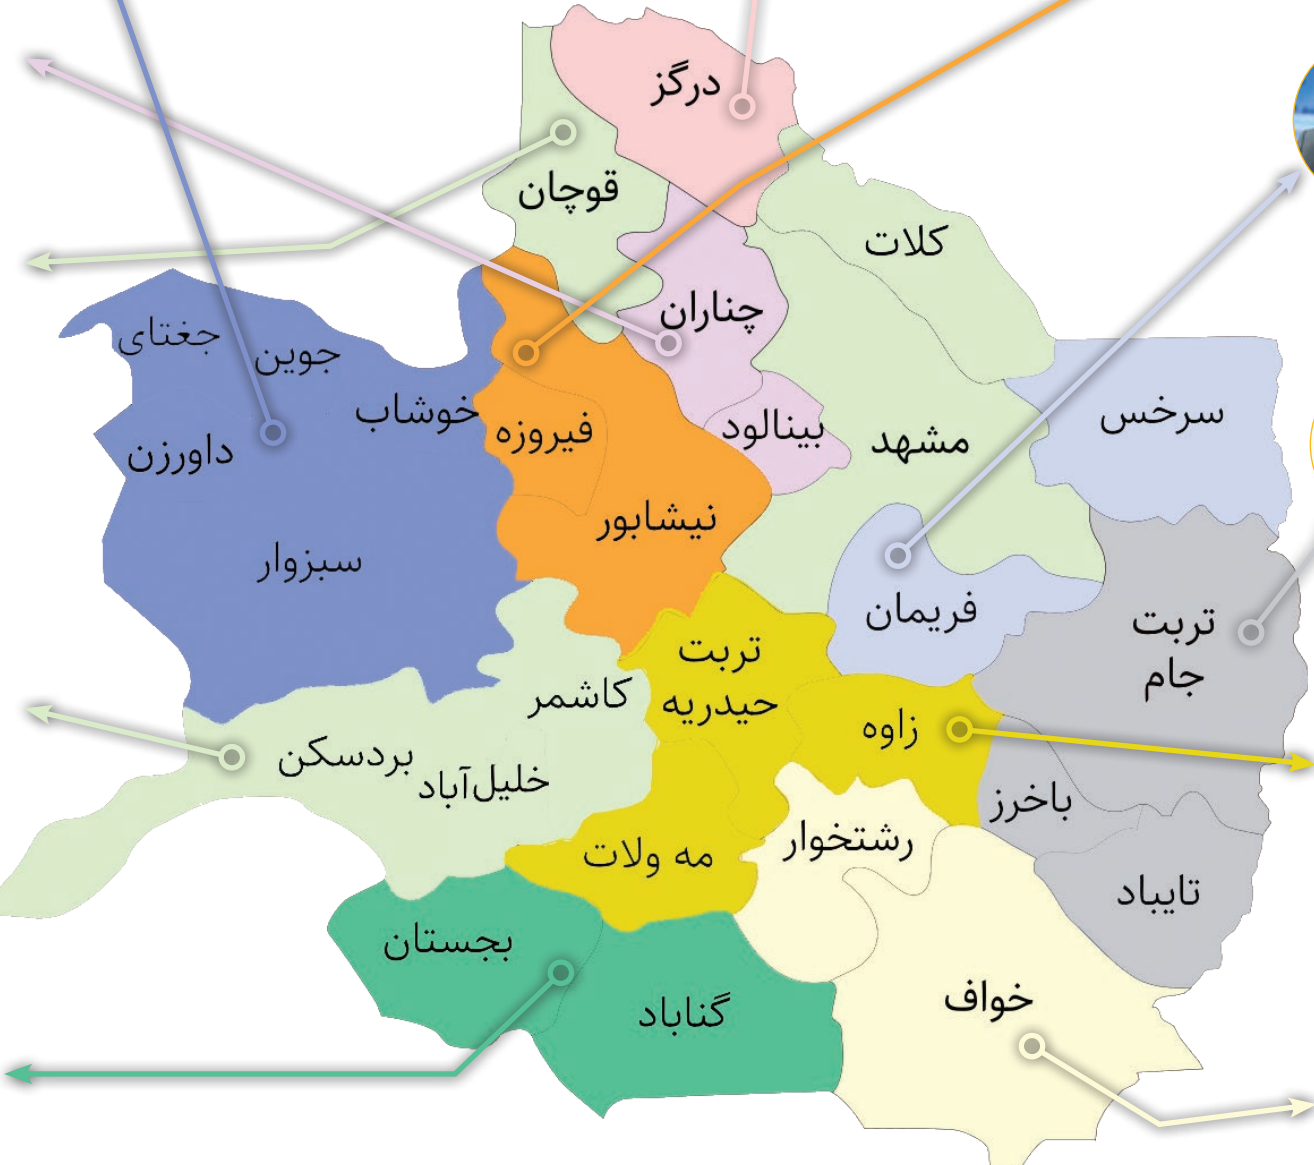 درگز
قوچان
کلات
چناران
جغتای
جوین
خوشاب
داورزن
سبزوار
فیروزه
نیشابور
بینالود
مشهد
سرخس
فریمان
تربت
جام
تربت
حیدریه
کاشمر
زاوه
بردسکن
خلیل‌آباد
باخرز
رشتخوار
مه ولات
تایباد
بجستان
گناباد
خواف